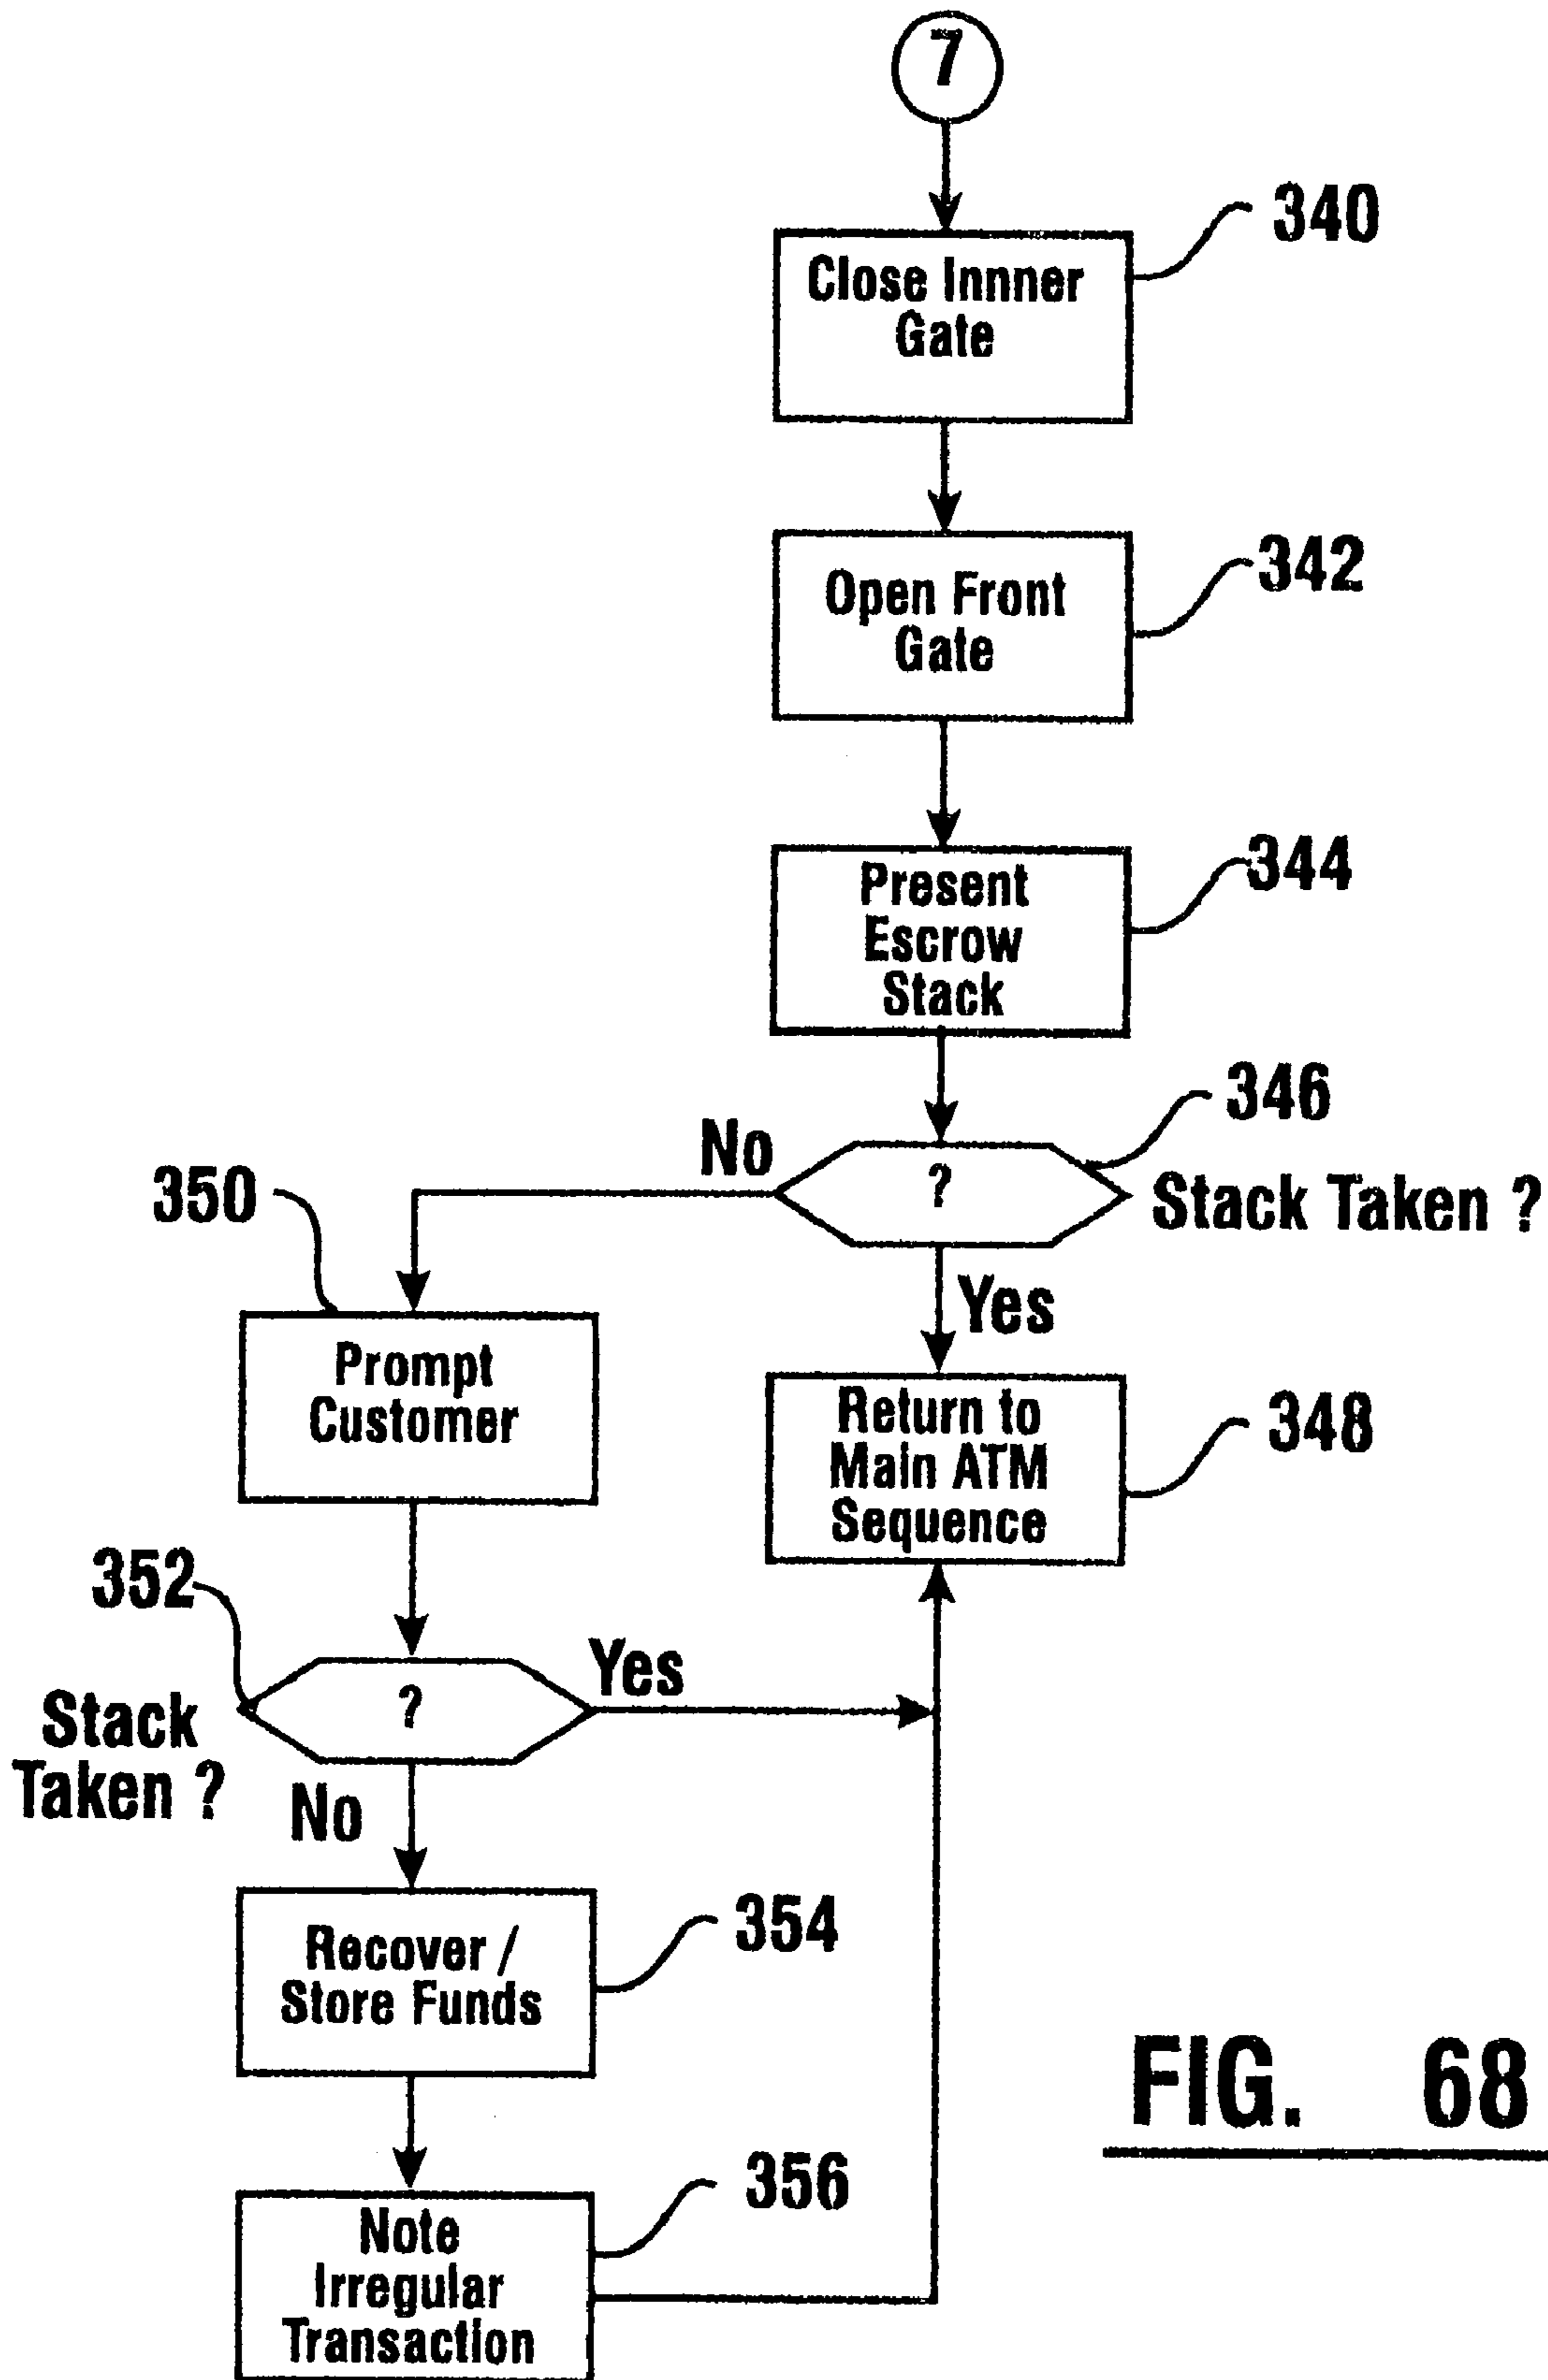 7
340
Close Innner
Gate
342
Open Front
Gate
344
Present
Escrow
Stack
346
No
?
Stack Taken ?
350
Yes
Prompt
Customer
Return to
Main ATM
Sequence
348
352
Yes
?
Stack
Taken ?
No
354
Recover /
Store Funds
356
Note
Irregular
Transaction
FIG. 68